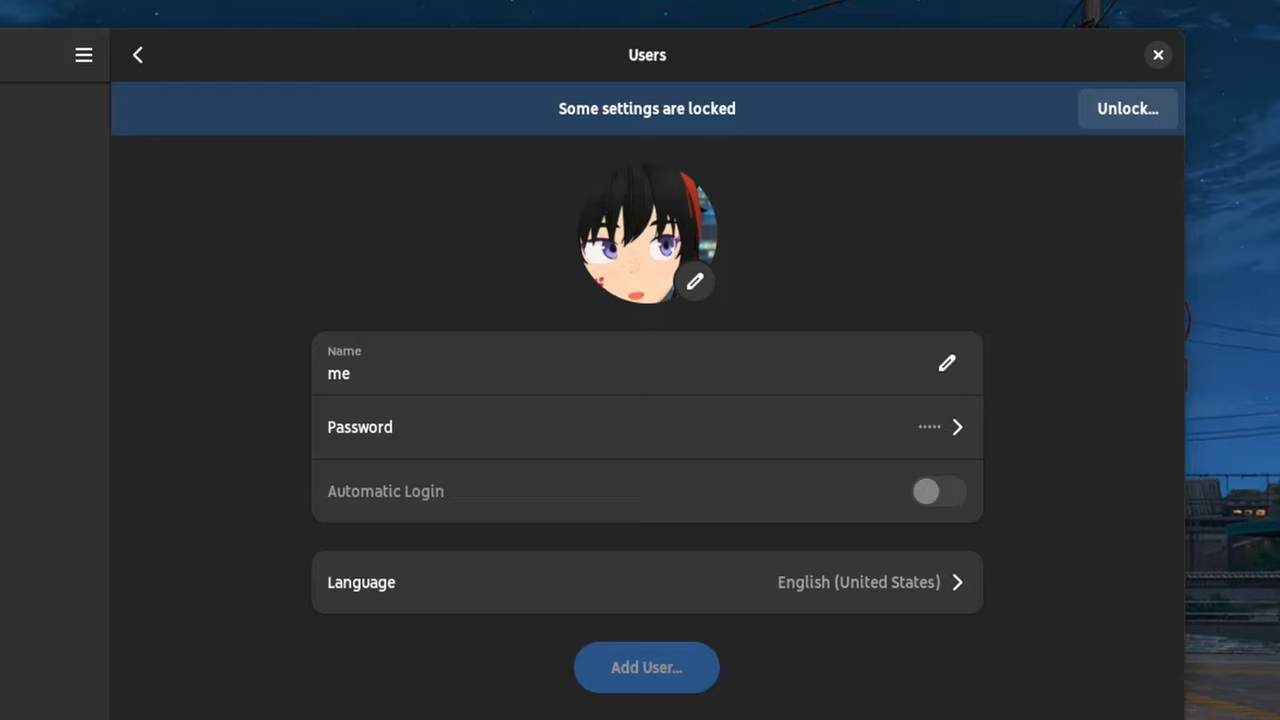 Users
Some settings are locked
Unlock...
Name
me
Password
Automatic Login
Language
English (United States)
Add User...